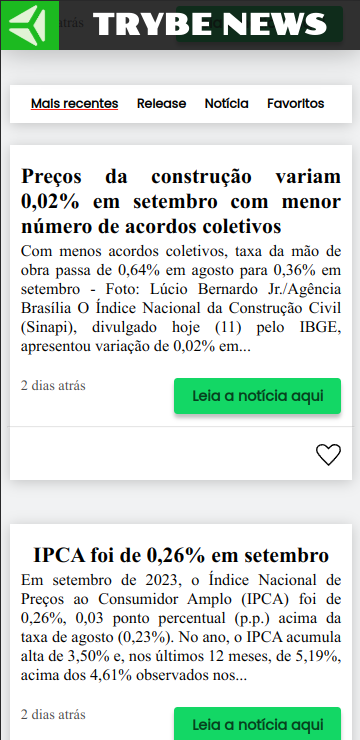 atrás
TRYBE NEWS
Mais recentes Release Notícia Favoritos
Preços da construção variam
0,02% em setembro com menor
número de acordos coletivos
Com menos acordos coletivos, taxa da mão de
obra passa de 0,64% em agosto para 0,36% em
setembro - Foto: Lúcio Bernardo Jr./Agência
Brasília O Índice Nacional da Construção Civil
(Sinapi), divulgado hoje (11) pelo IBGE,
apresentou variação de 0,02% em...
2 dias atrás
Leia a notícia aqui
IPCA foi de 0,26% em setembro
Em setembro de 2023, o Índice Nacional de
Preços ao Consumidor Amplo (IPCA) foi de
0,26%, 0,03 ponto percentual (p.p.) acima da
taxa de agosto (0,23%). No ano, o IPCA acumula
alta de 3,50% e, nos últimos 12 meses, de 5,19%,
acima dos 4,61% observados nos...
2 dias atrás
Leia a notícia aqui